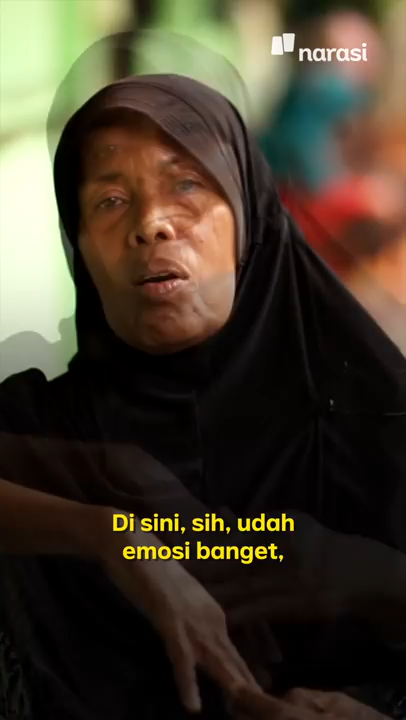 narasi
Di sini, sih, udah
emosi banget,